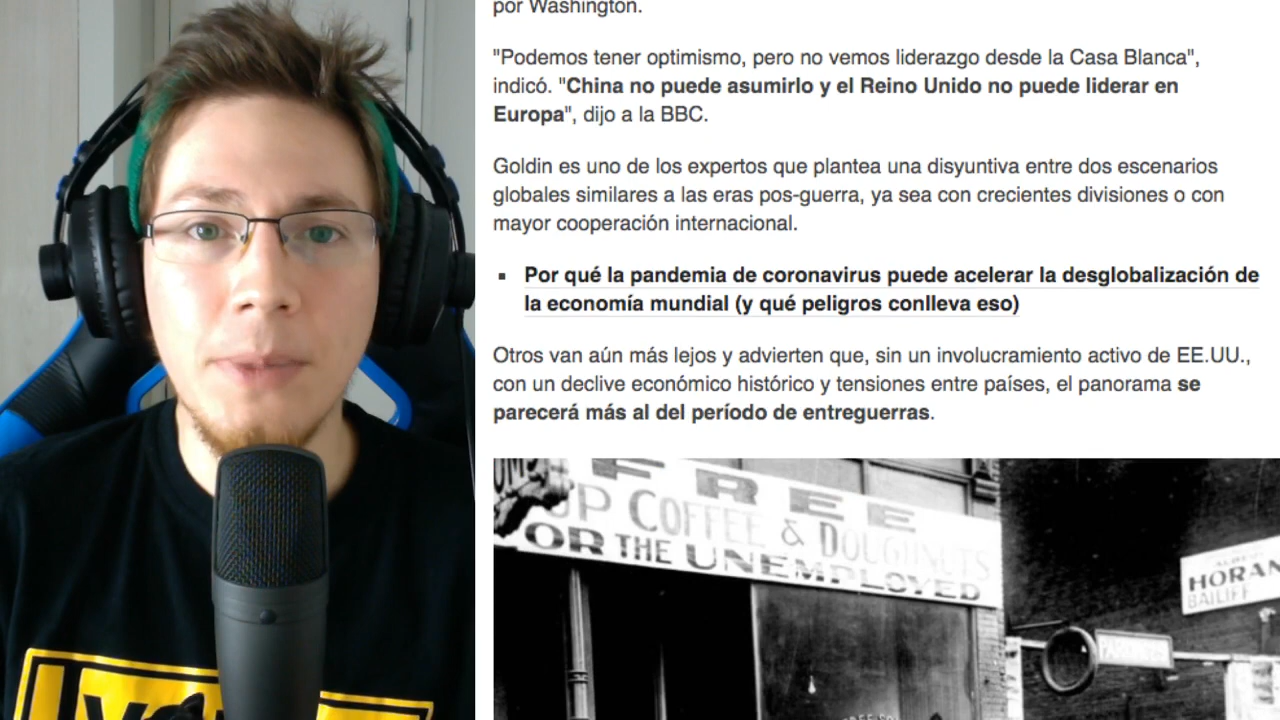 por Washington.
"Podemos tener optimismo, pero no vemos liderazgo desde la Casa Blanca",
indicó. "China no puede asumirlo y el Reino Unido no puede liderar en
Europa", dijo a la BBC.
Goldin es uno de los expertos que plantea una disyuntiva entre dos escenarios
globales similares a las eras pos-guerra, ya sea con crecientes divisiones o con
mayor cooperación internacional.
Por qué la pandemia de coronavirus puede acelerar la desglobalización de
la economía mundial (y qué peligros conlleva eso)
Otros van aún más lejos y advierten que, sin un involucramiento activo de EE.UU.,
con un declive económico histórico y tensiones entre países, el panorama se
parecerá más al del período de entreguerras.
FREE
UP COFFEE & DOUGHNUTS
OR THE UNEMPLOYED
HORAN
BAILIFF